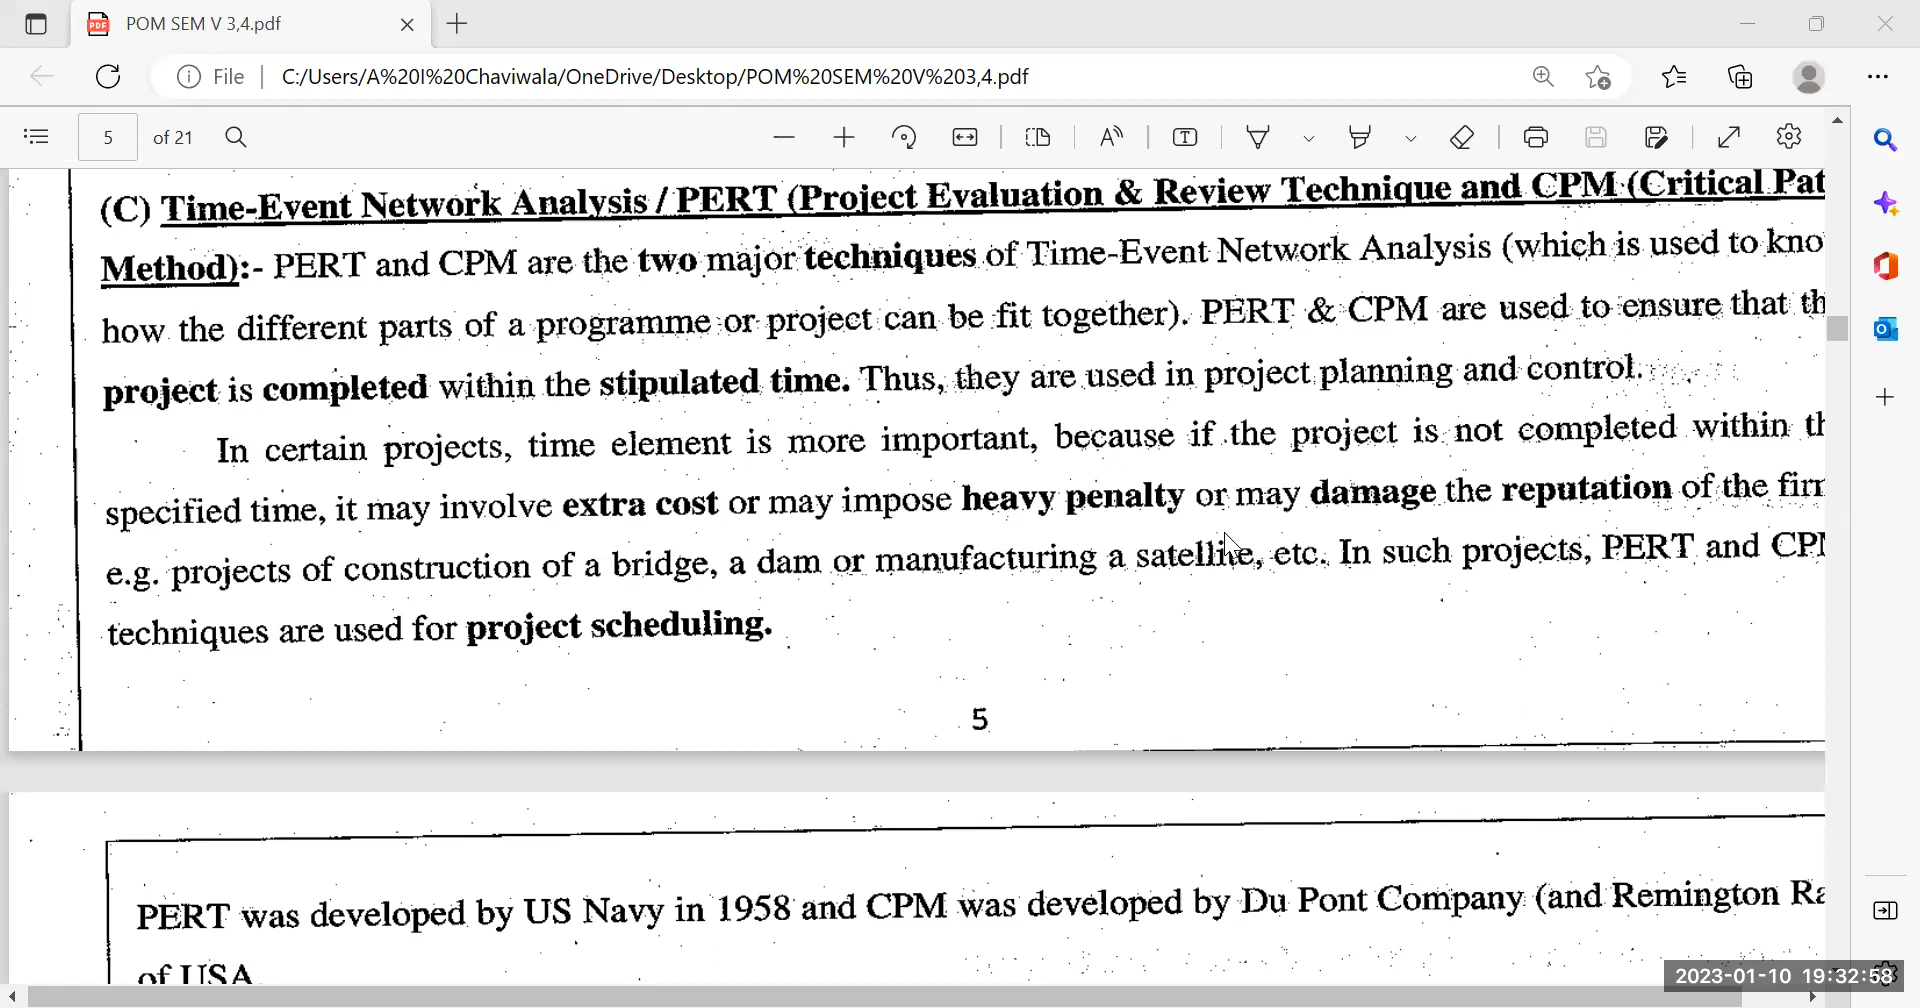 POM SEM V 3,4.pdf
File C:/Users/A%20I%20Chaviwala/OneDrive/Desktop/POM%20SEM%20V%203,4.pdf
5 of 21
(C) Time-Event Network Analysis / PERT (Project Evaluation & Review Technique and CPM (Critical Pat
Method):- PERT and CPM are the two major techniques of Time-Event Network Analysis (which is used to kno
how the different parts of a programme or project can be fit together). PERT & CPM are used to ensure that th
project is completed within the stipulated time. Thus, they are used in project planning and control.
In certain projects, time element is more important, because if the project is not completed within th
specified time, it may involve extra cost or may impose heavy penalty or may damage the reputation of the fir
e.g. projects of construction of a bridge, a dam or manufacturing a satellite, etc. In such projects, PERT and CPM
techniques are used for project scheduling.
5
PERT was developed by US Navy in 1958 and CPM was developed by Du Pont Company (and Remington Ra
of USA.
2023-01-10 19:32:58